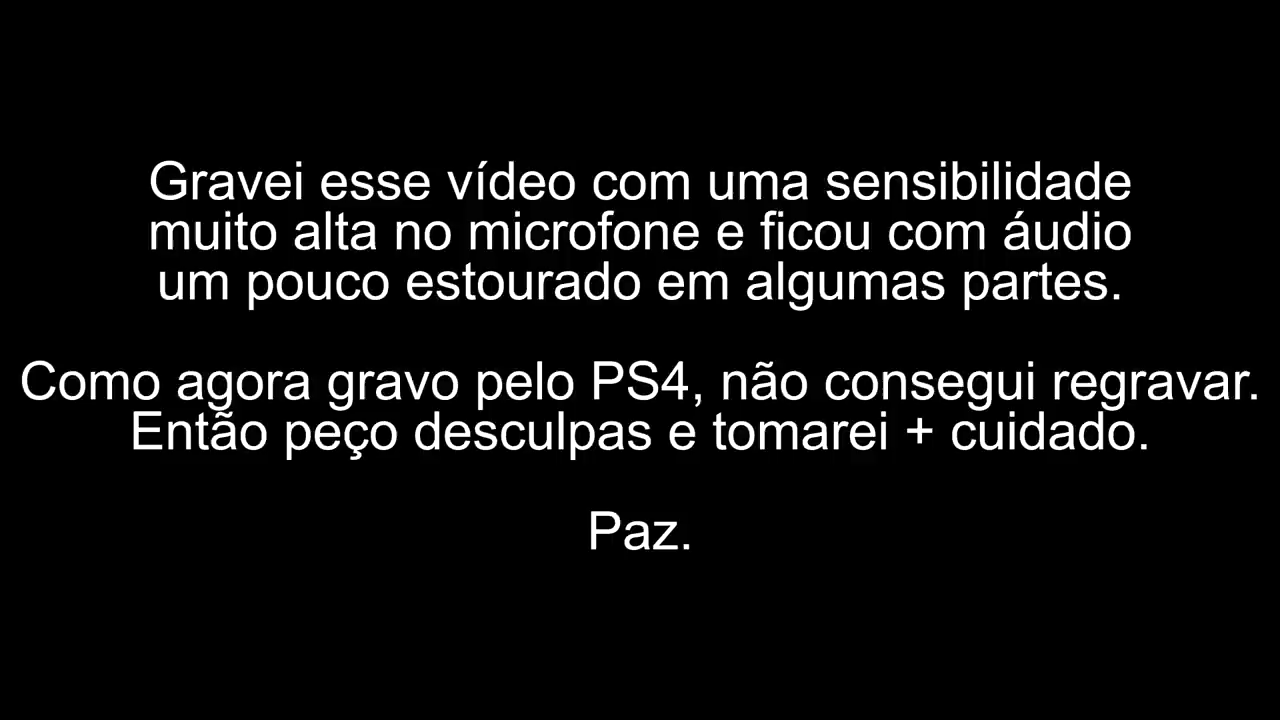 Gravei esse vídeo com uma sensibilidade
muito alta no microfone e ficou com áudio
um pouco estourado em algumas partes.
Como agora gravo pelo PS4, não consegui regravar.
Então peço desculpas e tomarei + cuidado.
Paz.